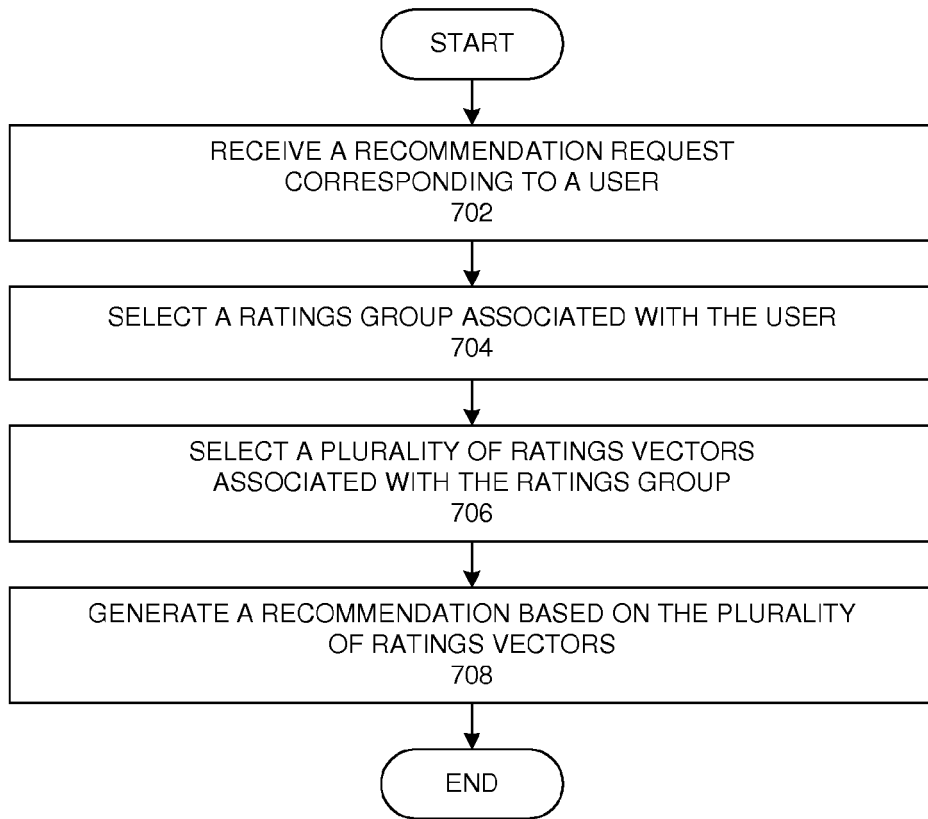 START
RECEIVE A RECOMMENDATION REQUEST
CORRESPONDING TO A USER
702
SELECT A RATINGS GROUP ASSOCIATED WITH THE USER
704
SELECT A PLURALITY OF RATINGS VECTORS
ASSOCIATED WITH THE RATINGS GROUP
706
GENERATE A RECOMMENDATION BASED ON THE PLURALITY
OF RATINGS VECTORS
708
END